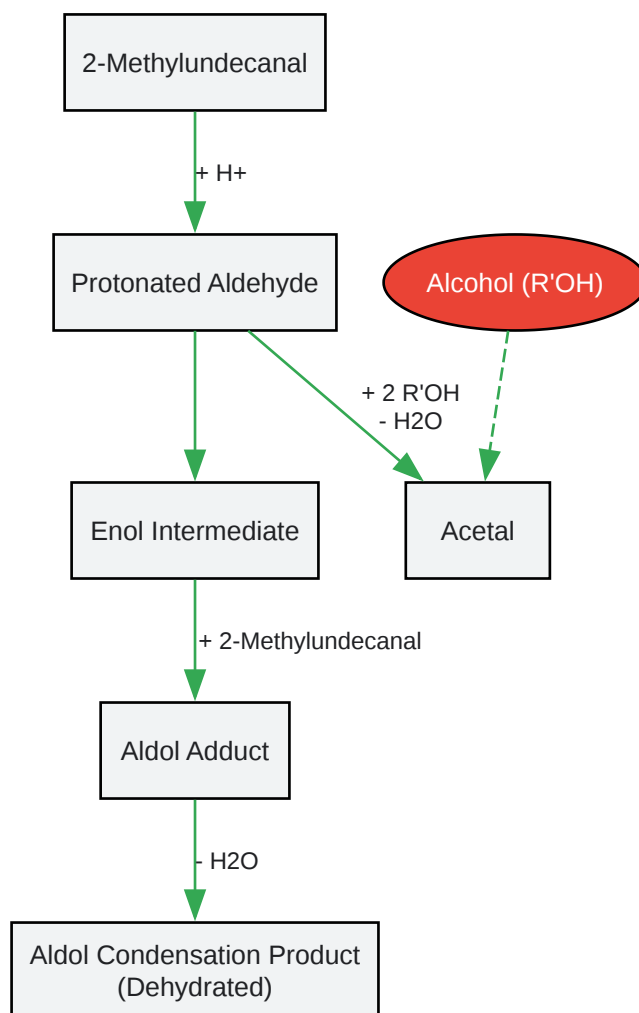 2-Methylundecanal
+ H+
Protonated Aldehyde
Alcohol (R'OH)
+ 2 R'OH
- H2O
Enol Intermediate
Acetal
+ 2-Methylundecanal
Aldol Adduct
- H2O
Aldol Condensation Product
(Dehydrated)